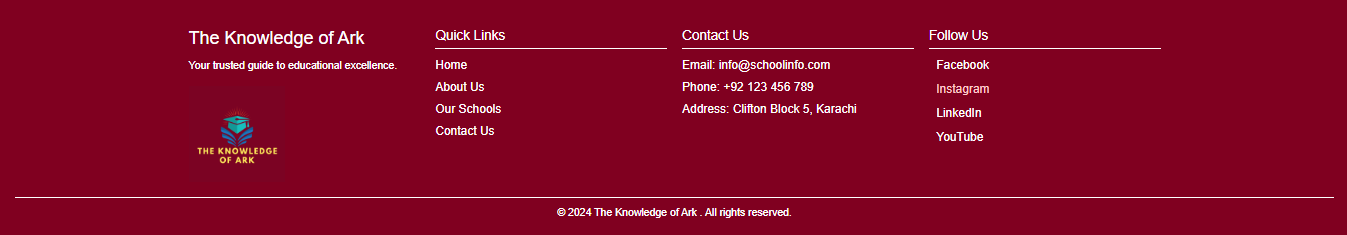 The Knowledge of Ark
Your trusted guide to educational excellence.
THE KNOWLEDGE
OF ARK
Quick Links
Home
About Us
Our Schools
Contact Us
Contact Us
Email: info@schoolinfo.com
Phone: +92 123 456 789
Address: Clifton Block 5, Karachi
Follow Us
Facebook
Instagram
LinkedIn
YouTube
© 2024 The Knowledge of Ark . All rights reserved.